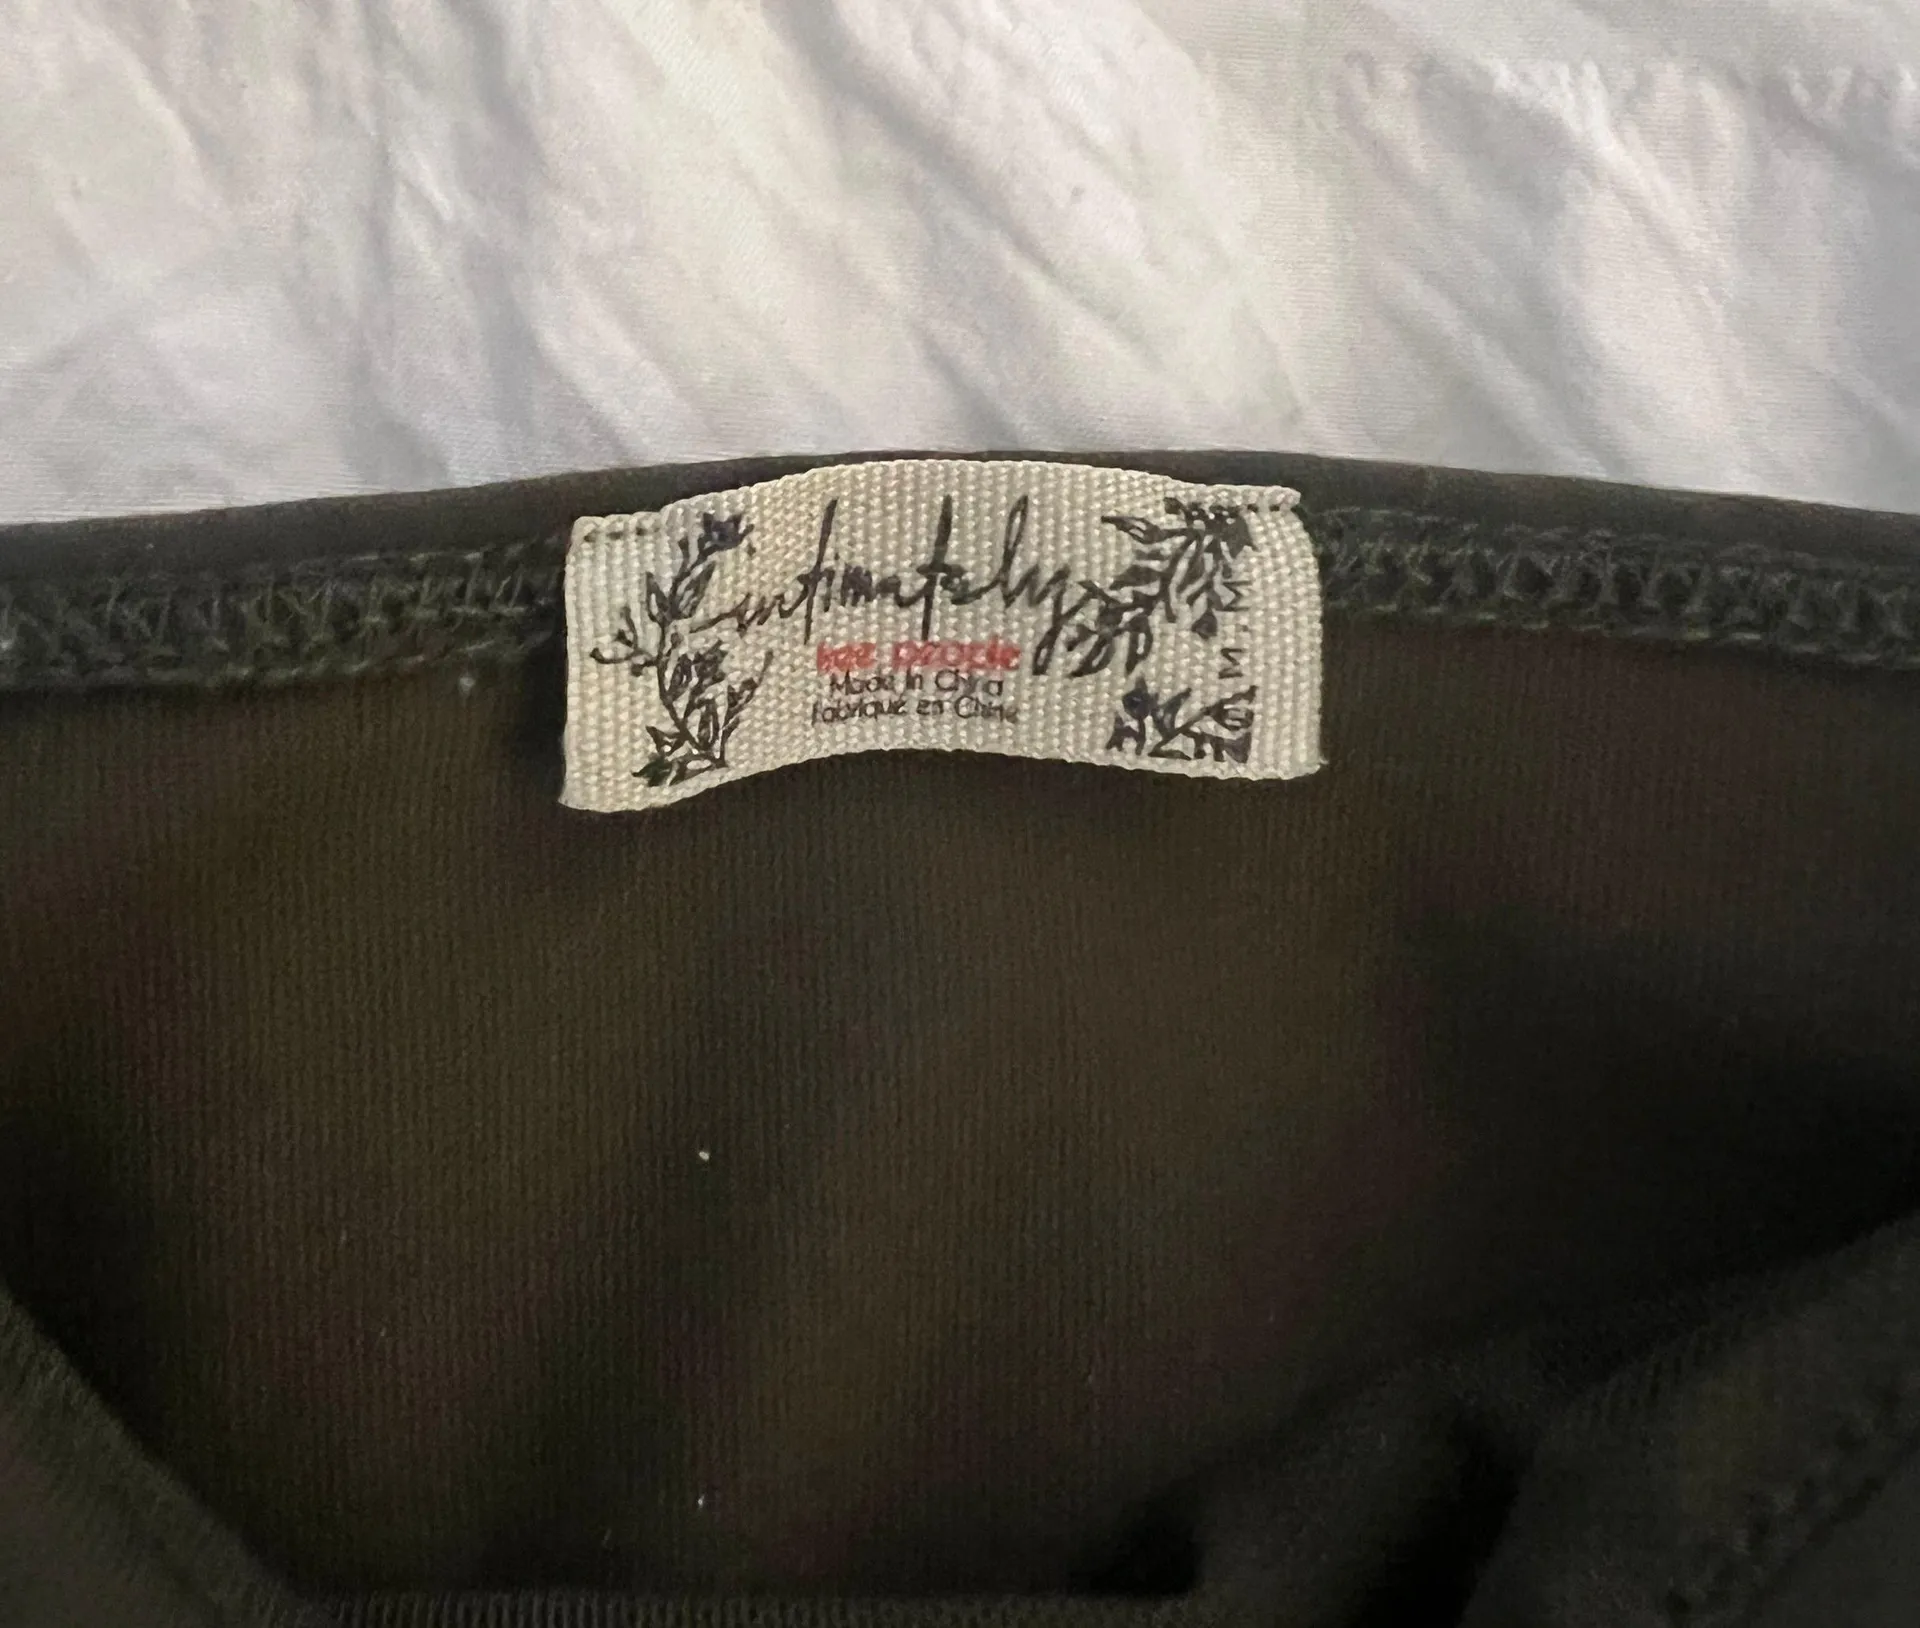 intimately
free people
Made In China
Fabriqué en Chine
M.M